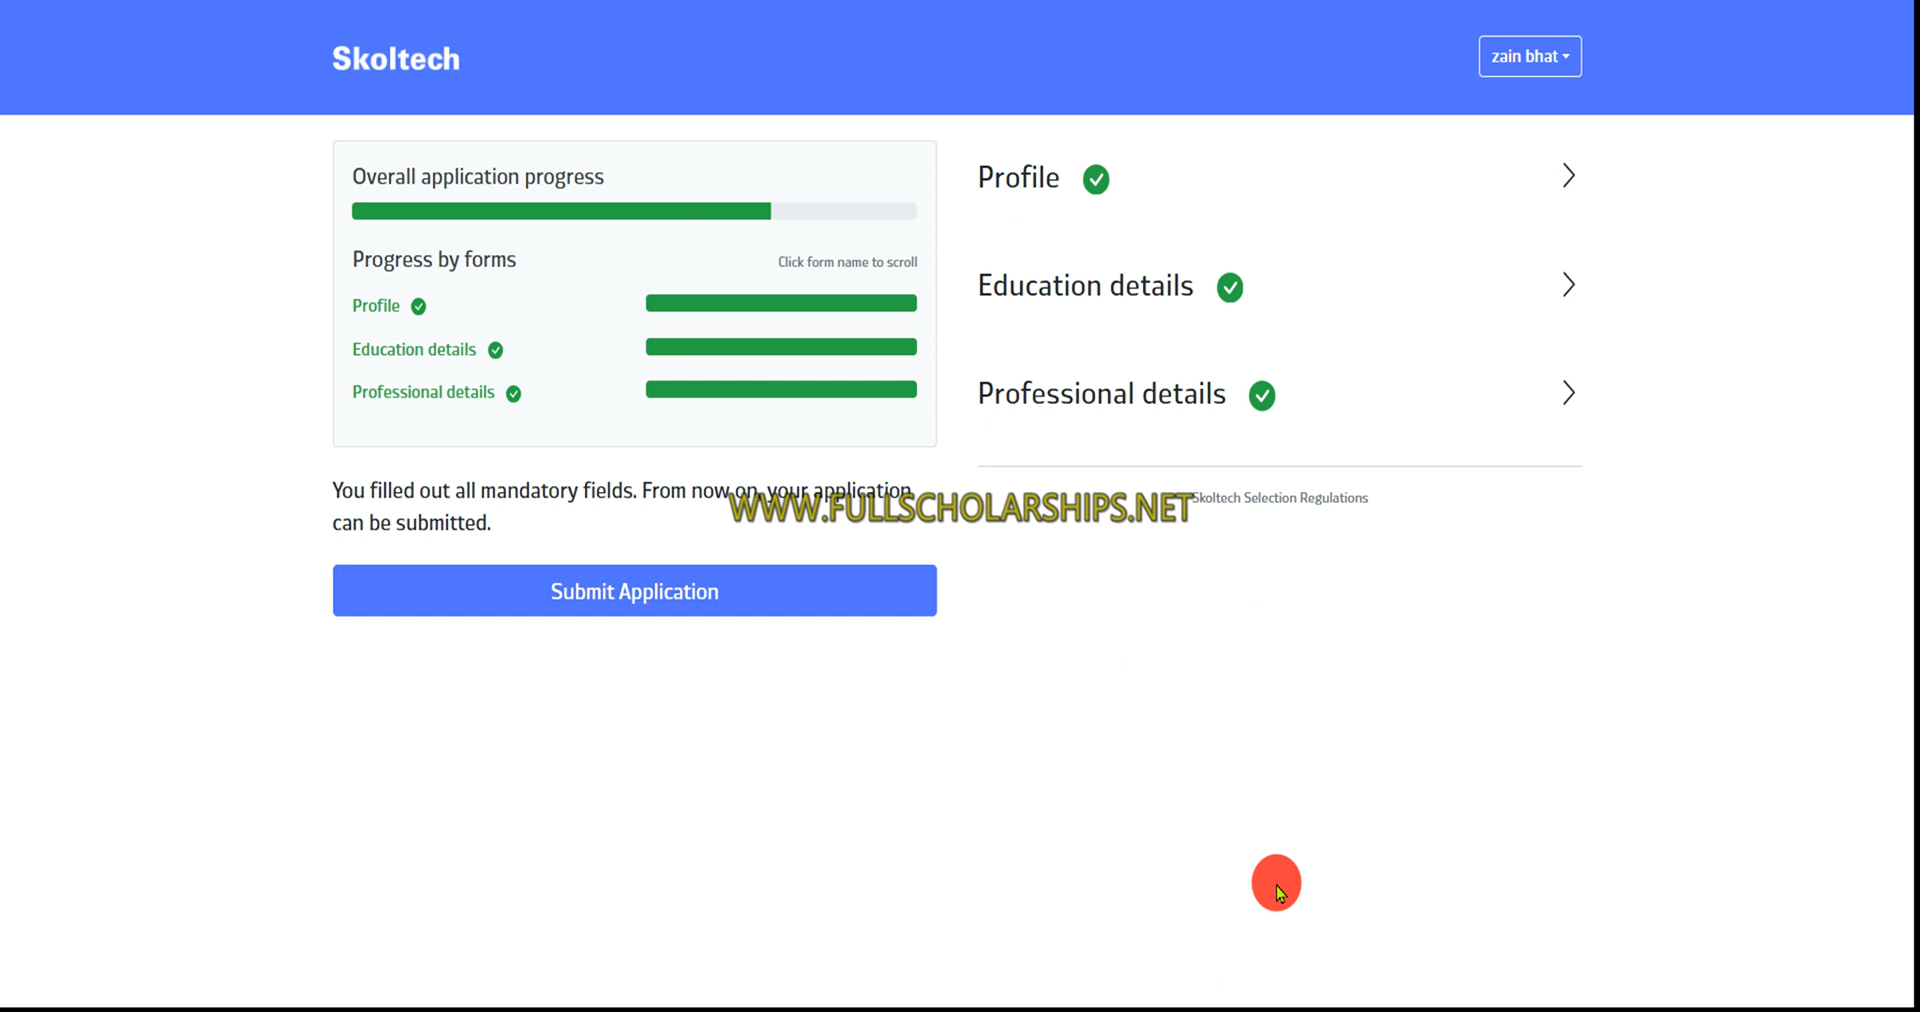 Skoltech
zain bhat
Overall application progress
Progress by forms
Click form name to scroll
Profile
Education details
Professional details
You filled out all mandatory fields. From now on, your application
can be submitted.
Submit Application
Profile
Education details
Professional details
Skoltech Selection Regulations
WWW.FULLSCHOLARSHIPS.NET